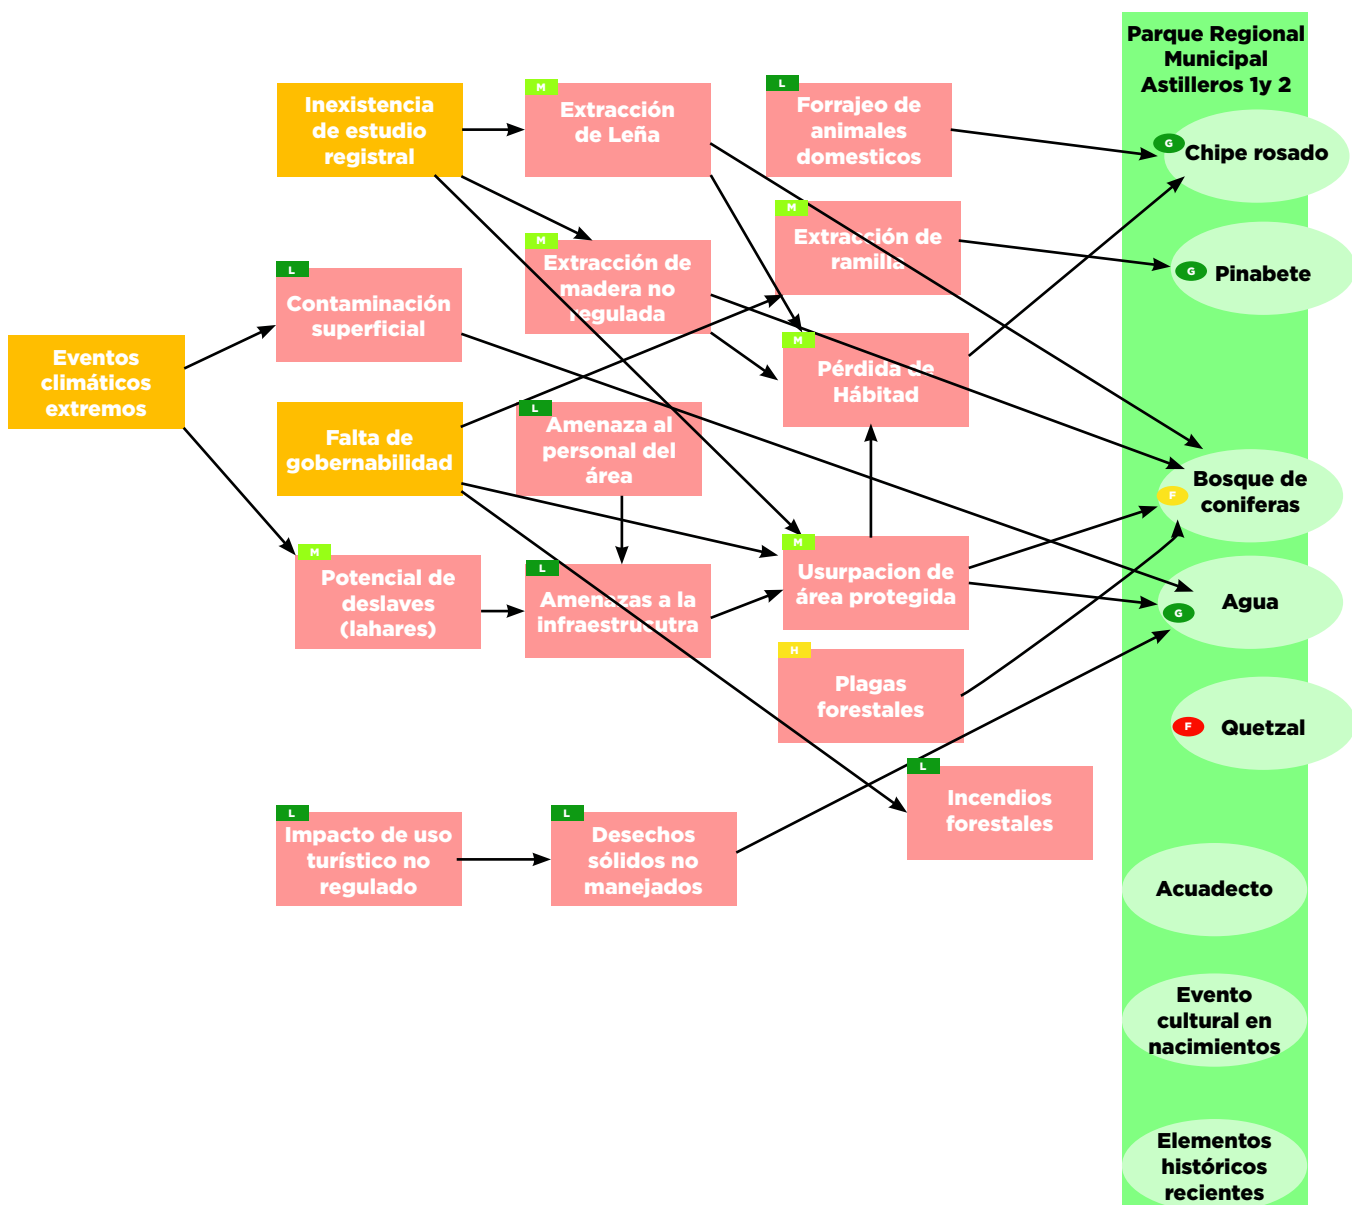 Parque Regional
Municipal
Astilleros 1y 2
Inexistencia
de estudio
registral
M
Extracción
de Leña
L
Forrajeo de
animales
domesticos
G
Chipe rosado
M
Extracción de
madera no
regulada
M
Extracción de
ramilla
G
Pinabete
L
Contaminación
superficial
Eventos
climáticos
extremos
M
Pérdida de
Hábitad
Falta de
gobernabilidad
L
Amenaza al
personal del
área
Bosque de
coniferas
F
M
Potencial de
deslaves
(lahares)
L
Amenazas a la
infraestrusutra
M
Usurpacion de
área protegida
Agua
G
H
Plagas
forestales
F
Quetzal
L
Incendios
forestales
L
Impacto de uso
turístico no
regulado
L
Desechos
sólidos no
manejados
Acuadecto
Evento
cultural en
nacimientos
Elementos
históricos
recientes